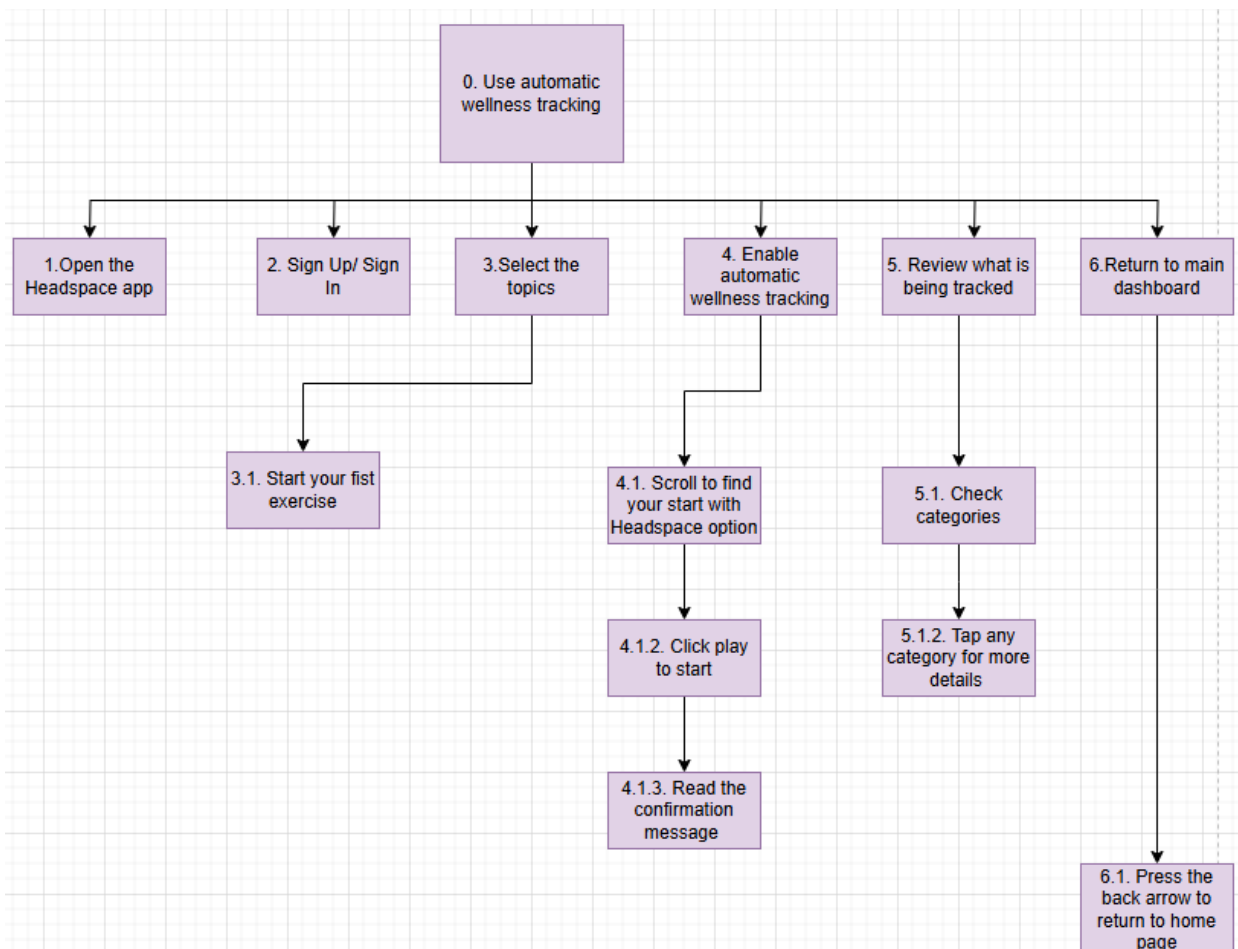 0. Use automatic
wellness tracking
1.Open the
Headspace app
2. Sign Up/ Sign
In
3.Select the
topics
4. Enable
automatic
wellness tracking
5. Review what is
being tracked
6.Return to main
dashboard
3.1. Start your fist
exercise
4.1. Scroll to find
your start with
Headspace option
5.1. Check
categories
4.1.2. Click play
to start
5.1.2. Tap any
category for more
details
4.1.3. Read the
confirmation
message
6.1. Press the
back arrow to
return to home
page